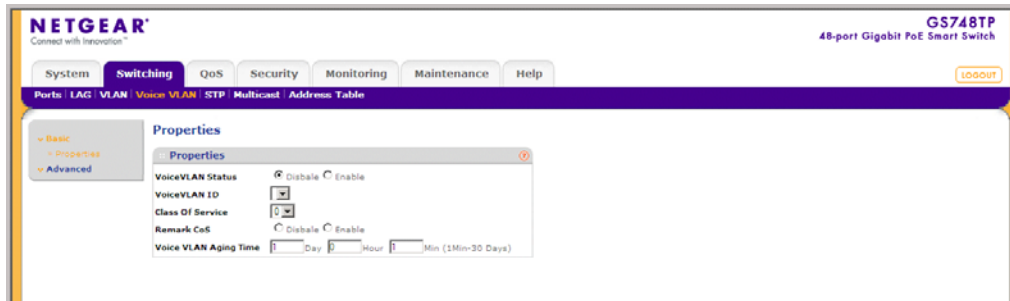 NETGEAR®
Connect with Innovation™
GS748TP
48-port Gigabit PoE Smart Switch
System Switching QoS Security Monitoring Maintenance Help
LOGOUT
Ports LAG VLAN Voice VLAN STP Multicast Address Table
Basic
Properties
Advanced
Properties
Properties
VoiceVLAN Status Disbale Enable
VoiceVLAN ID
Class Of Service 0
Remark CoS Disbale Enable
Voice VLAN Aging Time 1 Day 0 Hour 1 Min (1Min-30 Days)